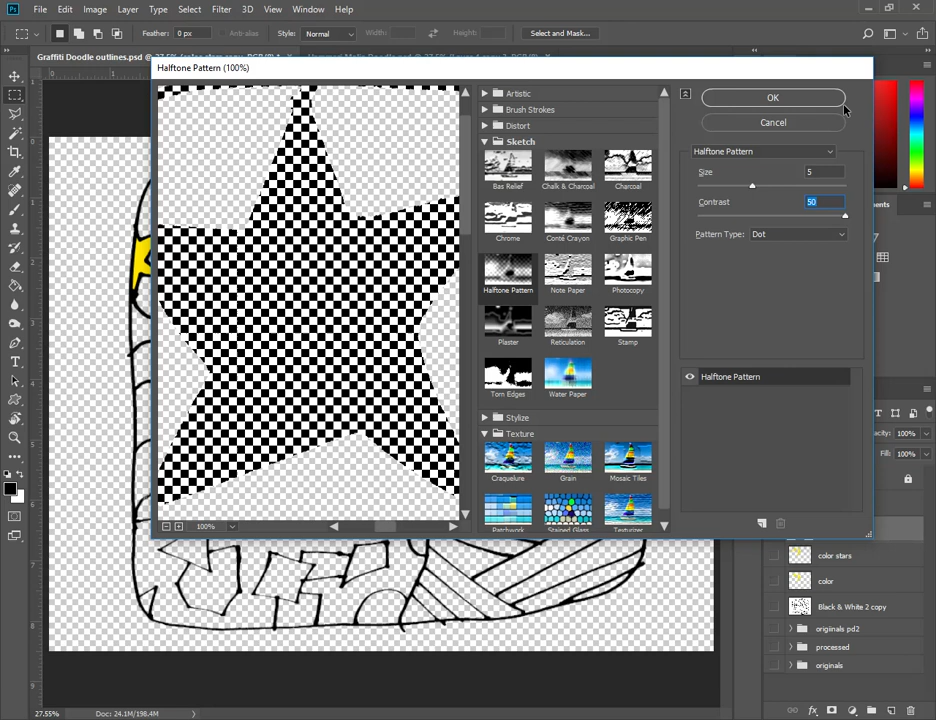 Ps File Edit Image Layer Type Select Filter 3D View Window Help
Feather: 0 px Anti-alias Style: Normal Width: Height: Select and Mask...
Graffiti Doodle outlines.psd @
Halftone Pattern (100%)
Artistic
Brush Strokes
Distort
Sketch
Bas Relief Chalk & Charcoal Charcoal
Chrome Conté Crayon Graphic Pen
Halftone Pattern Note Paper Photocopy
Plaster Reticulation Stamp
Torn Edges Water Paper
Stylize
Texture
Craquelure Grain Mosaic Tiles
Patchwork Stained Glass Texturizer
100%
OK
Cancel
Halftone Pattern
Size 5
Contrast 50
Pattern Type: Dot
Halftone Pattern
100%
Fill: 100%
color stars
color
Black & White 2 copy
origiinals pd2
processed
originals
27.55% Doc: 24.1M/198.4M